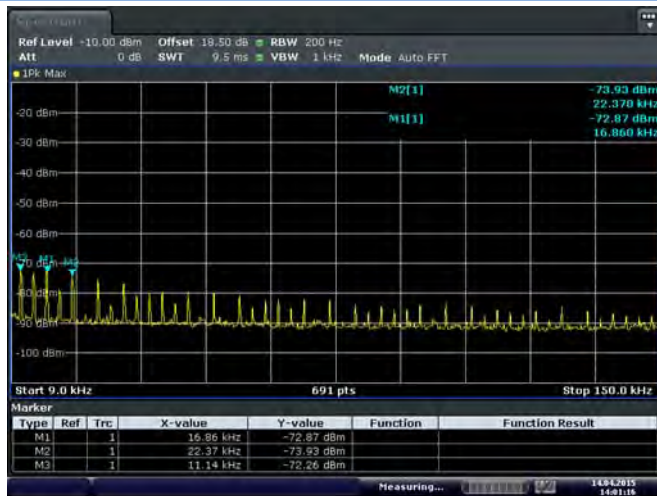 Spectrum
Ref Level -10.00 dBm Offset 18.50 dB RBW 200 Hz
Att 0 dB SWT 9.5 ms VBW 1 kHz Mode Auto FFT
1Pk Max
M2[1] -73.93 dBm
22.370 kHz
M1[1] -72.87 dBm
16.860 kHz
-20 dBm
-30 dBm
-40 dBm
-50 dBm
-60 dBm
M3 M1 M2
-70 dBm
-80 dBm
-90 dBm
-100 dBm
Start 9.0 kHz 691 pts Stop 150.0 kHz
Marker
Type Ref Trc X-value Y-value Function Function Result
M1 1 16.86 kHz -72.87 dBm
M2 1 22.37 kHz -73.93 dBm
M3 1 11.14 kHz -72.26 dBm
Measuring... 14.04.2015
14:01:16